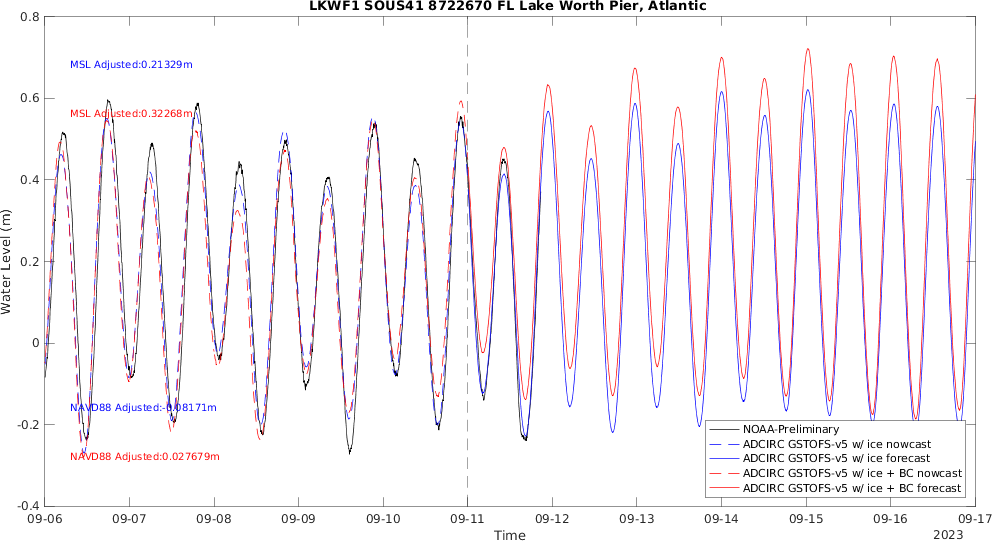 LKWF1 SOUS41 8722670 FL Lake Worth Pier, Atlantic
0.8
MSL Adjusted:0.21329m
0.6
MSL Adjusted:0.32268m
0.4
Water Level (m)
0.2
0
NAVD88 Adjusted:-0.08171m
-0.2
NOAA-Preliminary
ADCIRC GSTOFS-v5 w/ ice nowcast
NAVD88 Adjusted:0.027679m
ADCIRC GSTOFS-v5 w/ ice forecast
ADCIRC GSTOFS-v5 w/ ice + BC nowcast
ADCIRC GSTOFS-v5 w/ ice + BC forecast
-0.4
09-06 09-07 09-08 09-09 09-10 09-11 09-12 09-13 09-14 09-15 09-16 09-17
Time
2023